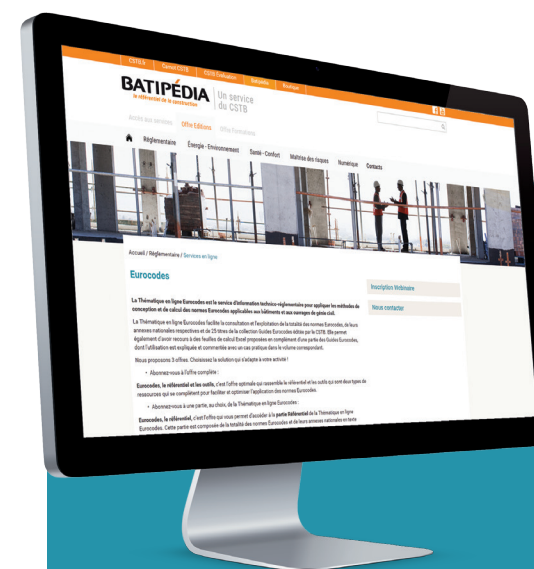 CSTB.fr Conseil CSTB CSTB Évaluation Batipédia Boutique
BATIPÉDIA
le référentiel de la construction
Un service
du CSTB
Accès aux services Offre Editions Offre Formations
Réglementaire Énergie - Environnement Santé - Confort Maîtrise des risques Numérique Contacts
Accueil / Réglementaire / Services en ligne
Eurocodes
Inscription Webinaire
Nous contacter
La Thématique en ligne Eurocodes est le service d'information technico-réglementaire pour appliquer les méthodes de
conception et de calcul des normes Eurocodes applicables aux bâtiments et aux ouvrages de génie civil.
La Thématique en ligne Eurocodes facilite la consultation et l'exploitation de la totalité des normes Eurocodes, de leurs
annexes nationales respectives et de 25 titres de la collection Guides Eurocodes édités par le CSTB. Elle permet
également d'avoir recours à des feuilles de calcul Excel proposées en complément d'une partie des Guides Eurocodes,
dont l'utilisation est expliquée et commentée avec un cas pratique dans le volume correspondant.
Nous proposons 3 offres. Choisissez la solution qui s'adapte à votre activité !
• Abonnez-vous à l'offre complète :
Eurocodes, le référentiel et les outils, c'est l'offre optimale qui rassemble le référentiel et les outils qui sont deux types de
ressources qui se complètent pour faciliter et optimiser l'application des normes Eurocodes.
• Abonnez-vous à une partie, au choix, de la Thématique en ligne Eurocodes :
Eurocodes, le référentiel, c'est l'offre qui vous permet d'accéder à la partie Référentiel de la Thématique en ligne
Eurocodes. Cette partie est composée de la totalité des normes Eurocodes et de leurs annexes nationales en texte